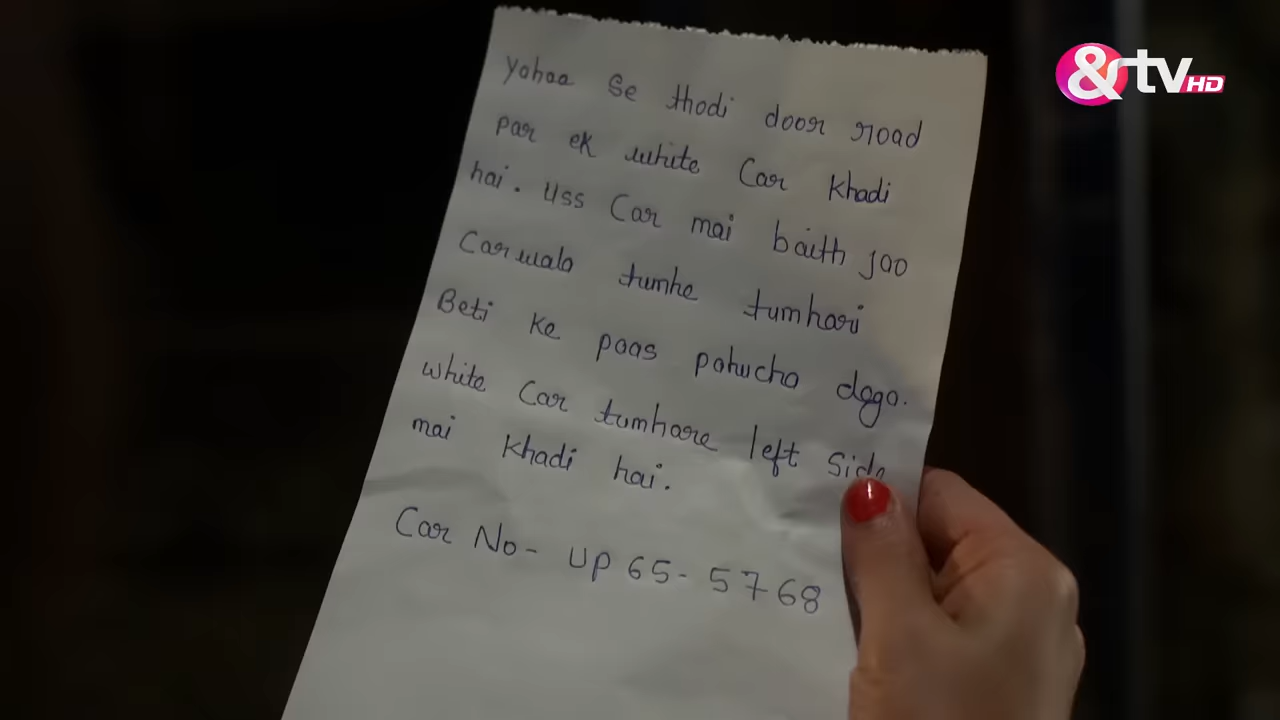 &tv HD
Yahaa se thodi door road
par ek white Car khadi
hai. Uss Car mai baith jao
Carwala tumhe tumhari
Beti ke paas pahucha dega.
white Car tumhare left side
mai khadi hai.
Car No- UP 65- 5768